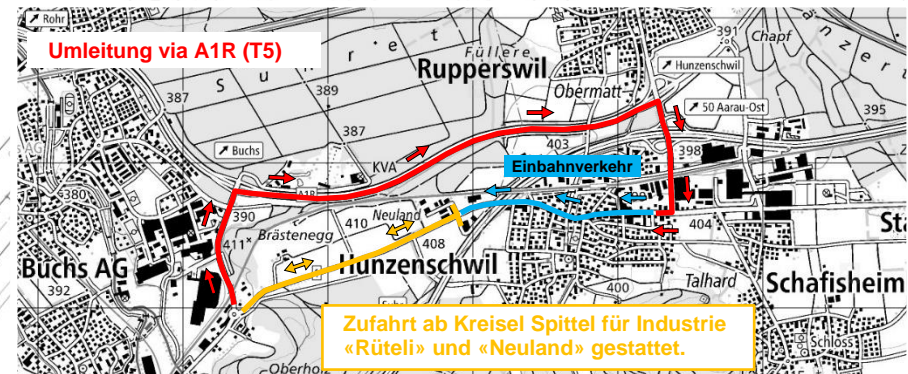 Rohr
Umleitung via A1R (T5)
S u r e t
Füllere
Rupperswil
Obermatt
391
Chapf
Hunzenschwil
50 Aarau-Ost
395
387
389
387
403
398
Buchs
KVA
A1R
Einbahnverkehr
380
390
Neuland
410
411
Brästenegg
408
404
Buchs AG
392
Hunzenschwil
400
Talhard
Schafisheim
Zufahrt ab Kreisel Spittel für Industrie
«Rüteli» und «Neuland» gestattet.
Schloss
Oberho